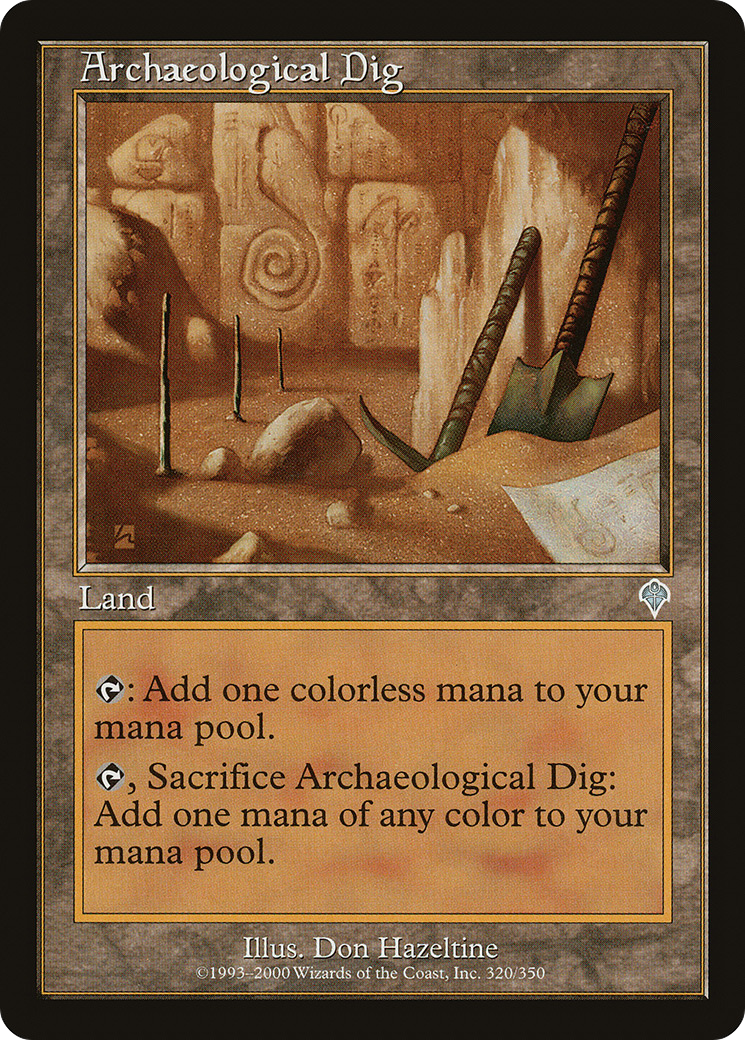 Archaeological Dig
Land
: Add one colorless mana to your
mana pool.
, Sacrifice Archaeological Dig:
Add one mana of any color to your
mana pool.
Illus. Don Hazeltine
©1993–2000 Wizards of the Coast, Inc. 320/350